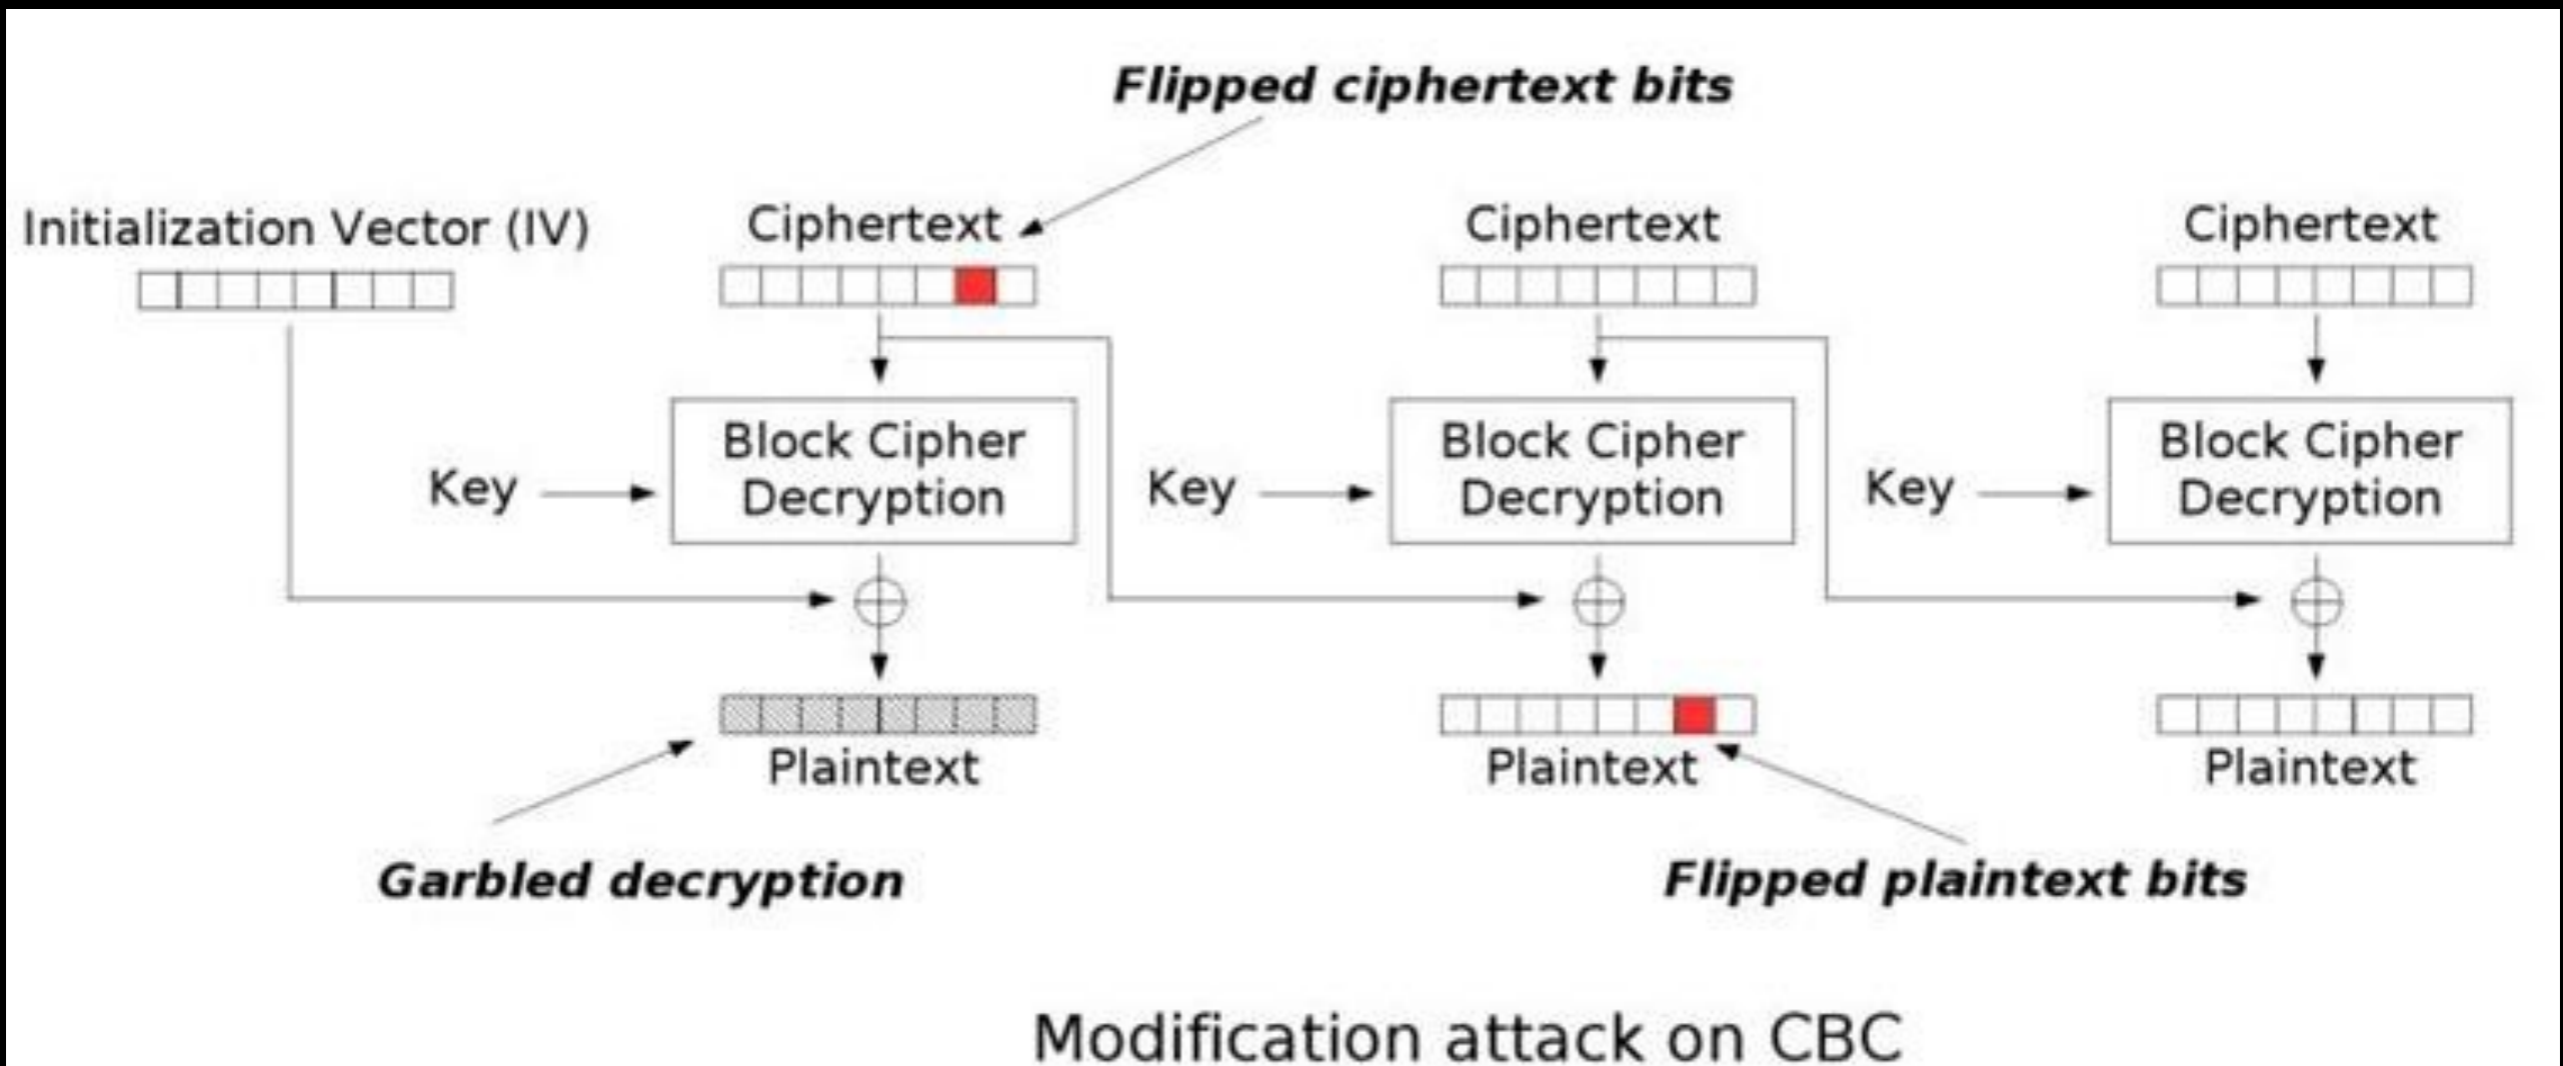 Flipped ciphertext bits
Initialization Vector (IV)
Ciphertext
Ciphertext
Ciphertext
Key
Block Cipher
Decryption
Key
Block Cipher
Decryption
Key
Block Cipher
Decryption
Plaintext
Plaintext
Plaintext
Garbled decryption
Flipped plaintext bits
Modification attack on CBC